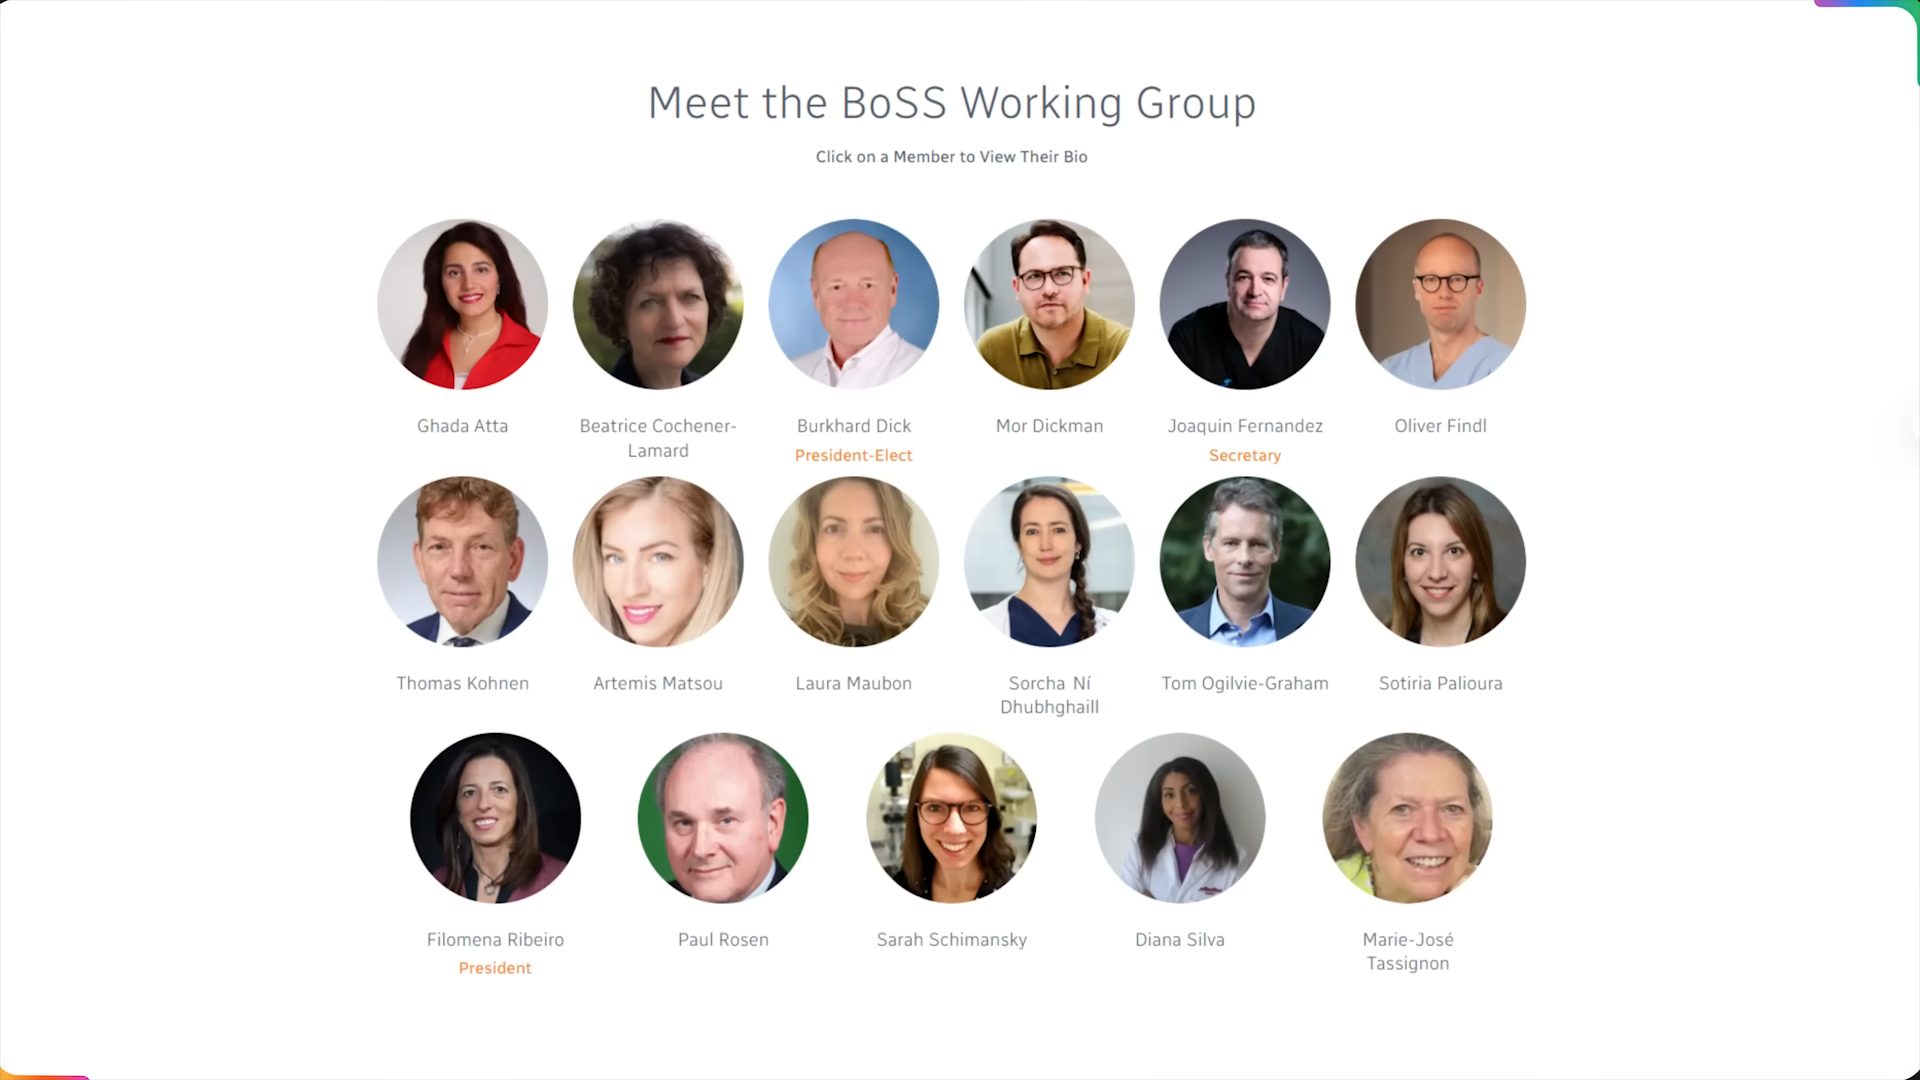 Meet the BoSS Working Group
Click on a Member to View Their Bio
Ghada Atta
Beatrice Cochener-
Lamard
Burkhard Dick
President-Elect
Mor Dickman
Joaquin Fernandez
Secretary
Oliver Findl
Thomas Kohnen
Artemis Matsou
Laura Maubon
Sorcha Ní
Dhubhghaill
Tom Ogilvie-Graham
Sotiria Palioura
Filomena Ribeiro
President
Paul Rosen
Sarah Schimansky
Diana Silva
Marie-José
Tassignon